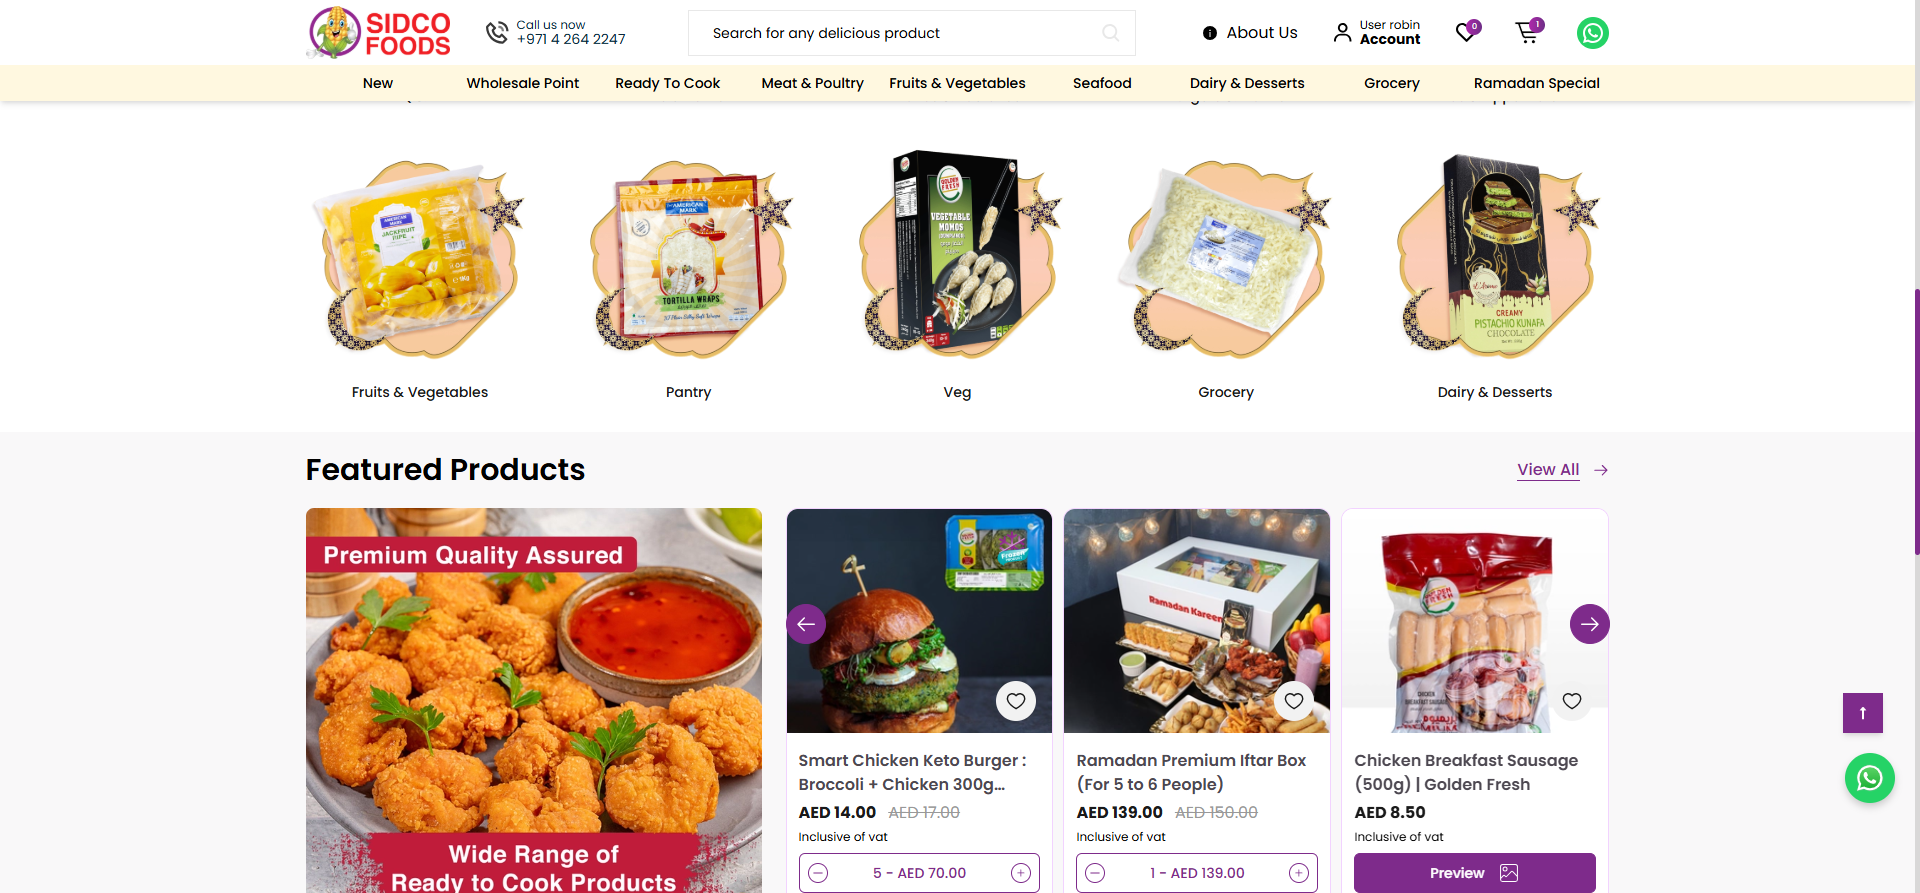 SIDCO
FOODS
Call us now
+971 4 264 2247
Search for any delicious product
About Us
User robin
Account
0
1
New
Wholesale Point
Ready To Cook
Meat & Poultry
Fruits & Vegetables
Seafood
Dairy & Desserts
Grocery
Ramadan Special
AMERICAN
MARK
JACKFRUIT
RIPE
AMERICAN
MARK
TORTILLA WRAPS
GOLDEN
FRESH
VEGETABLE
MOMOS
CREAMY
PISTACHIO KUNAFA
CHOCOLATE
Fruits & Vegetables
Pantry
Veg
Grocery
Dairy & Desserts
Featured Products
View All
Premium Quality Assured
Wide Range of
Ready to Cook Products
Frozen
Ramadan Kareem
CHICKEN
BREAKFAST SAUSAGE
Smart Chicken Keto Burger :
Broccoli + Chicken 300g...
AED 14.00 AED 17.00
Inclusive of vat
5 - AED 70.00
Ramadan Premium Iftar Box
(For 5 to 6 People)
AED 139.00 AED 150.00
Inclusive of vat
1 - AED 139.00
Chicken Breakfast Sausage
(500g) | Golden Fresh
AED 8.50
Inclusive of vat
Preview